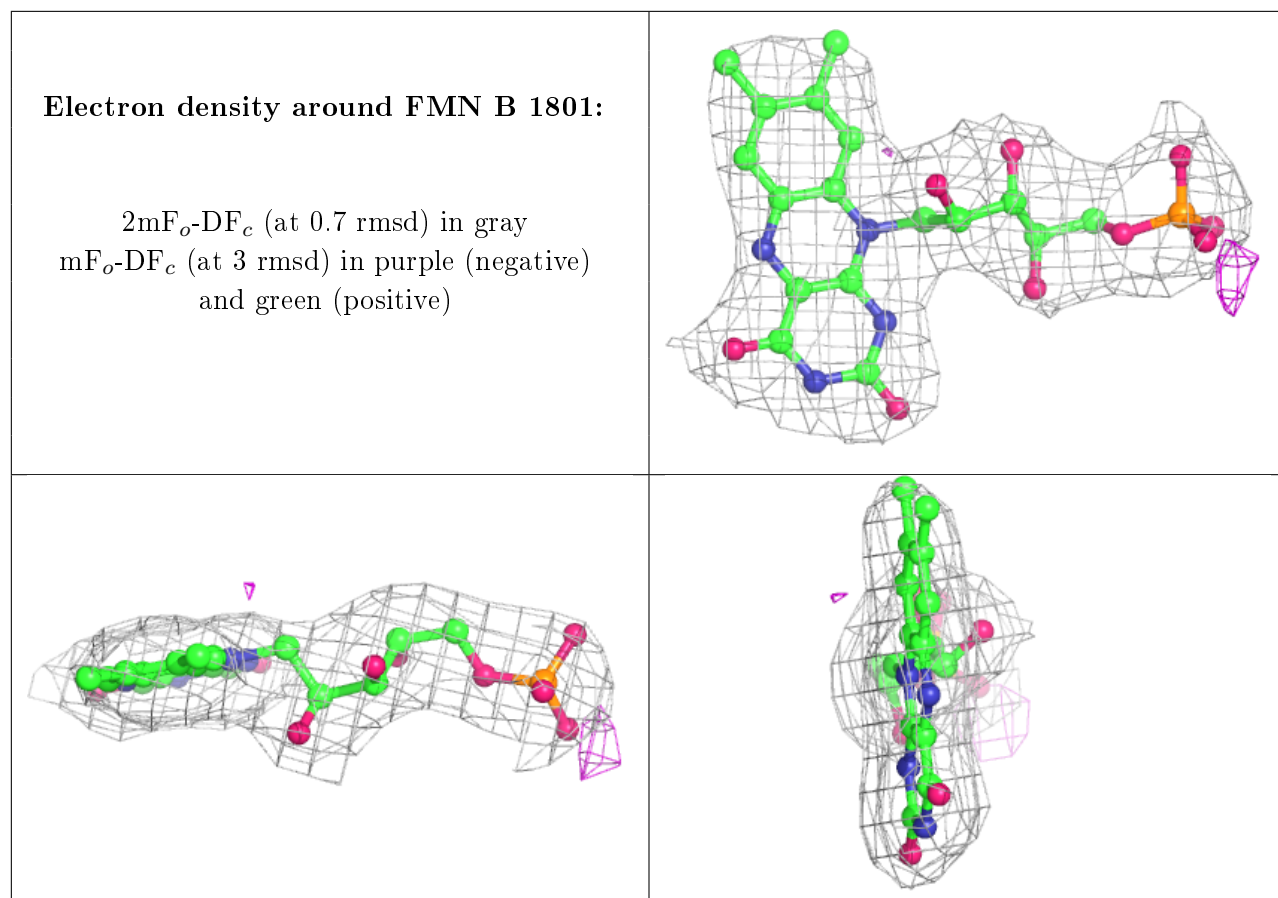 Electron density around FMN B 1801:
2mFₒ-DF𝒸 (at 0.7 rmsd) in gray
mFₒ-DF𝒸 (at 3 rmsd) in purple (negative)
and green (positive)